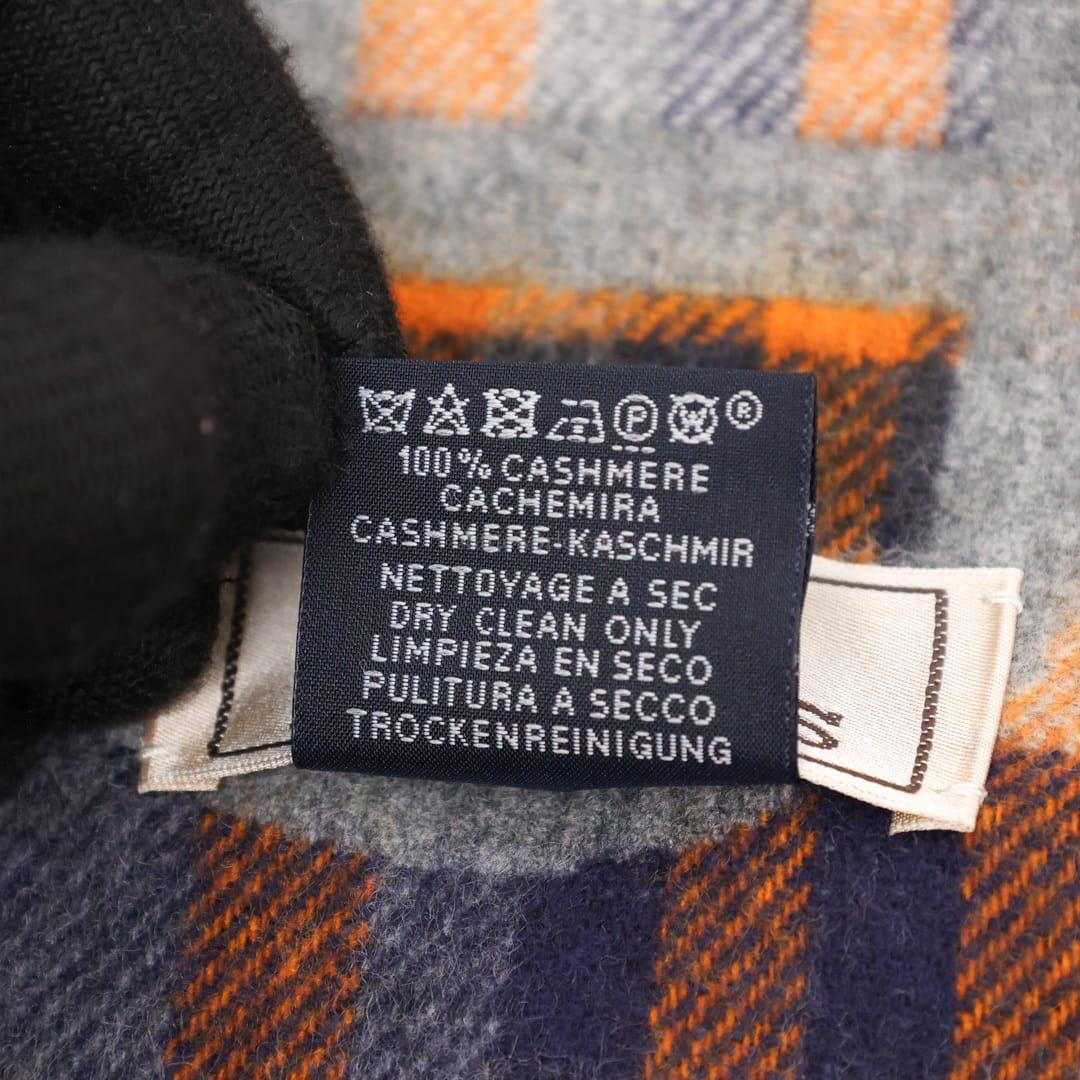 P W ®
100% CASHMERE
CACHEMIRA
CASHMERE-KASCHMIR
NETTOYAGE A SEC
DRY CLEAN ONLY
LIMPIEZA EN SECO
PULITURA A SECCO
TROCKENREINIGUNG